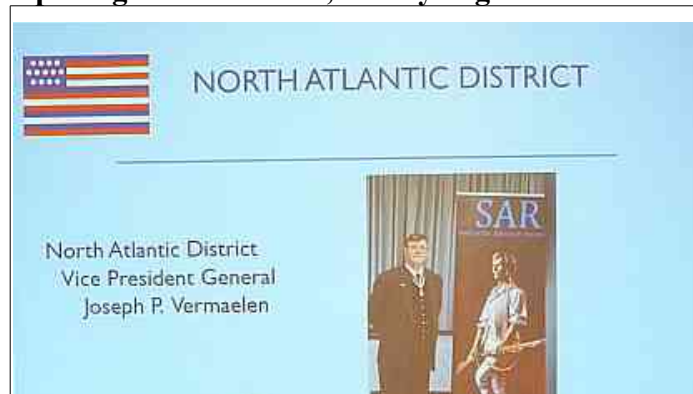 NORTH ATLANTIC DISTRICT
North Atlantic District
Vice President General
Joseph P. Vermaelen
SAR